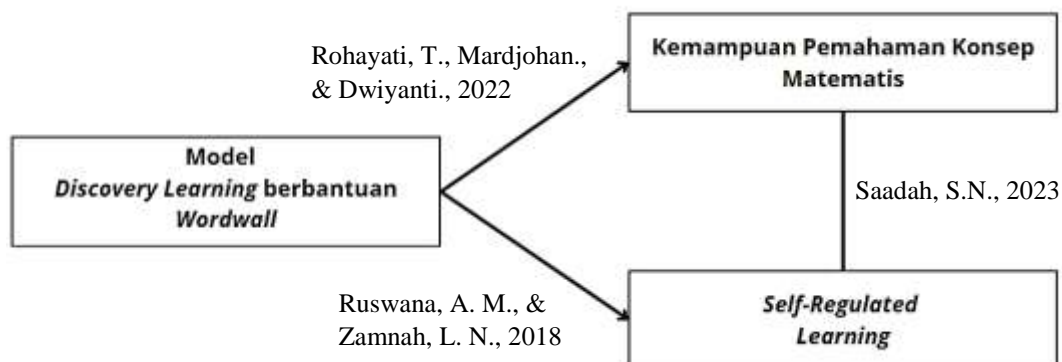 Rohayati, T., Mardjohan.,
& Dwiyanti., 2022
Kemampuan Pemahaman Konsep
Matematis
Model
Discovery Learning berbantuan
Wordwall
Saadah, S.N., 2023
Ruswana, A. M., &
Zamnah, L. N., 2018
Self-Regulated
Learning